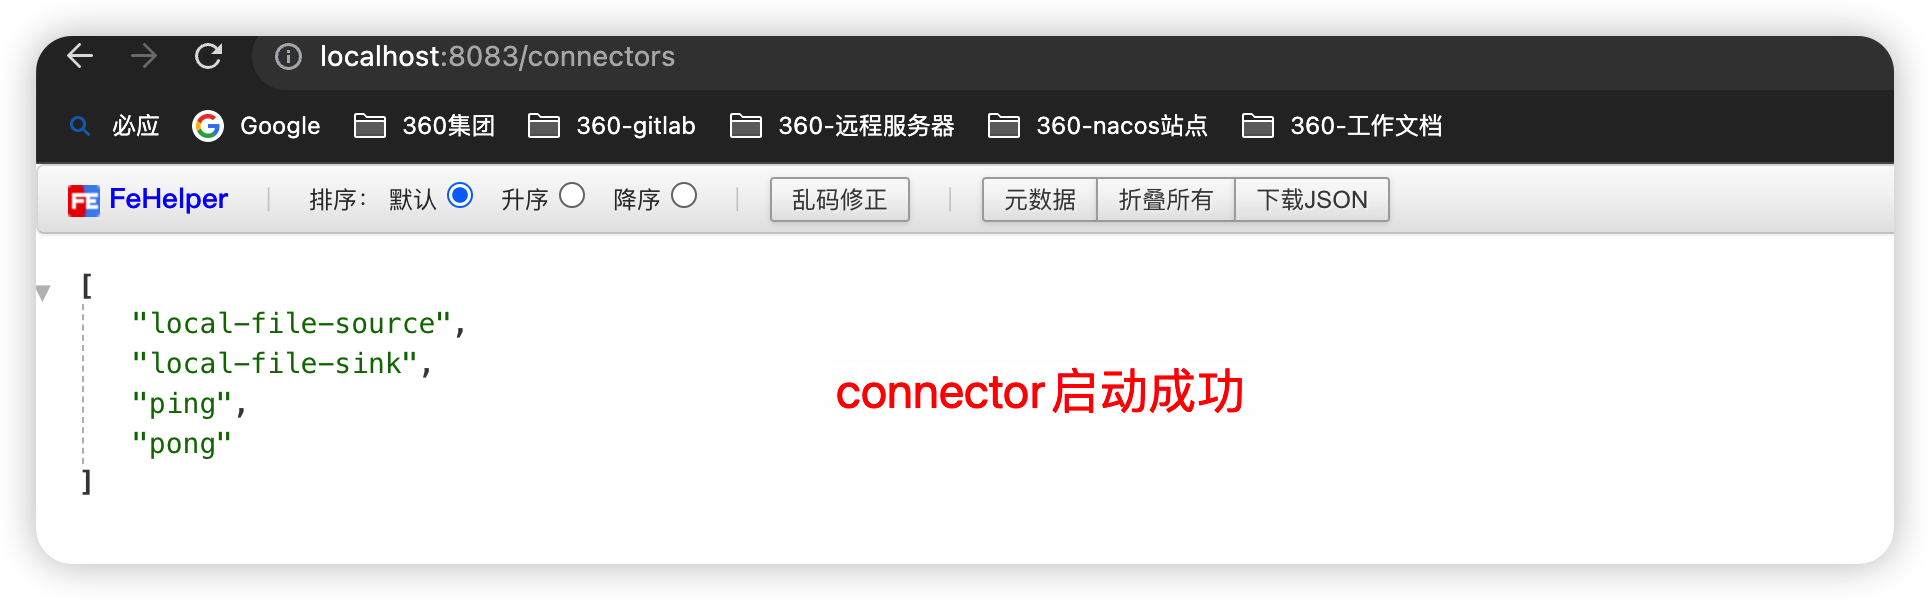 localhost:8083/connectors
必应 Google 360集团 360-gitlab 360-远程服务器 360-nacos站点 360-工作文档
FE FeHelper 排序： 默认 升序 降序 乱码修正 元数据 折叠所有 下载JSON
[
"local-file-source",
"local-file-sink",
"ping",
"pong"
]
connector启动成功